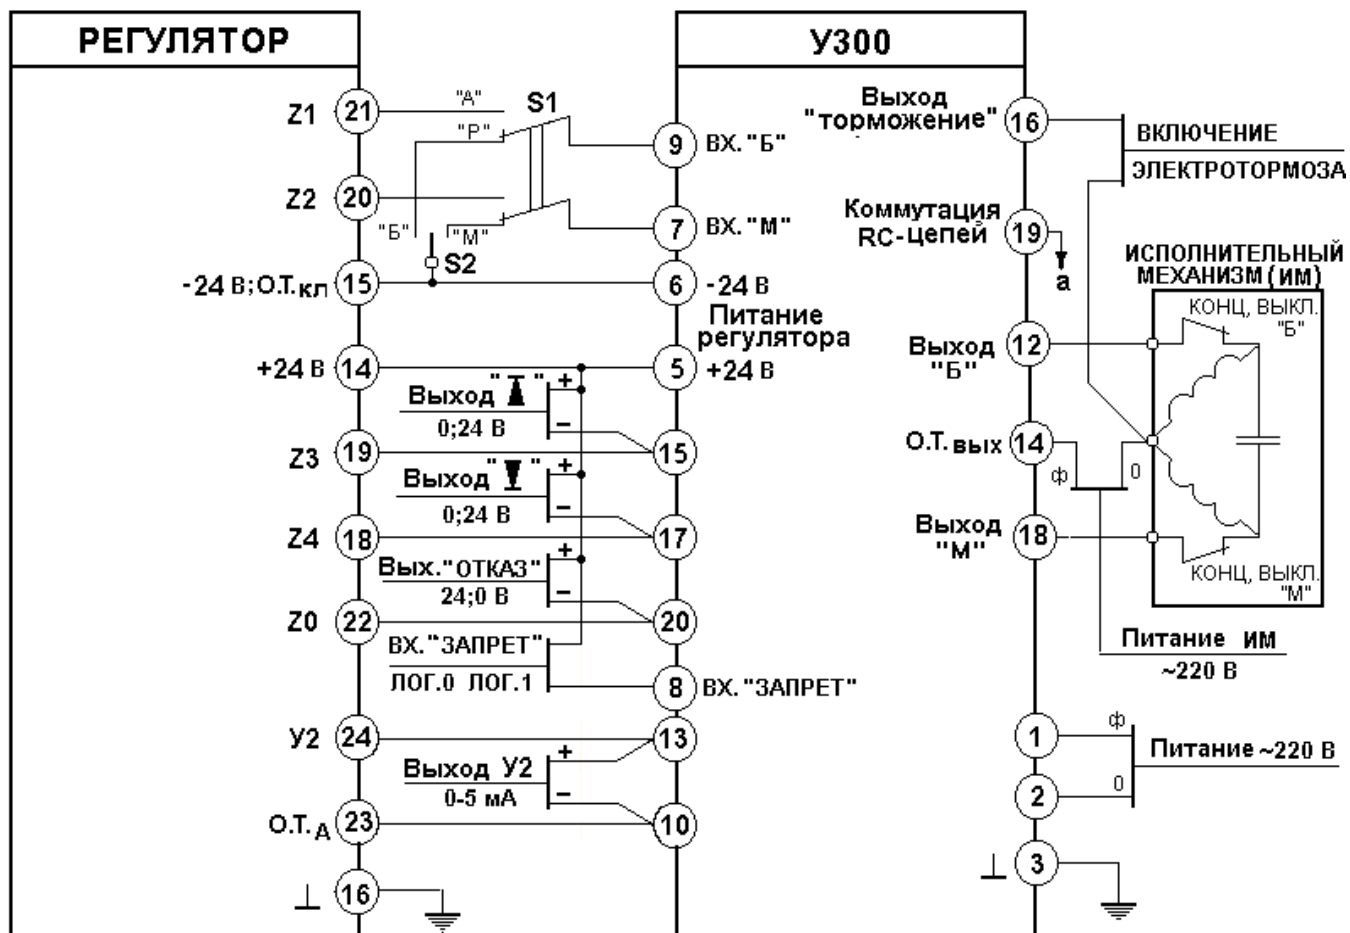 РЕГУЛЯТОР
У300
Z1
21
"А"
S1
"Р"
9
ВХ. "Б"
Z2
20
"Б"
"М"
S2
7
ВХ. "М"
-24 В;О.Т.КЛ
15
6
-24 В
Питание
регулятора
+24 В
14
5
+24 В
Выход " "
0;24 В
+
−
Z3
19
15
Выход " "
0;24 В
+
−
Z4
18
17
Вых."ОТКАЗ"
24;0 В
+
−
Z0
22
20
ВХ."ЗАПРЕТ"
ЛОГ.0 ЛОГ.1
8
ВХ. "ЗАПРЕТ"
У2
24
13
Выход У2
0-5 мА
+
−
О.Т.А
23
10
16
Выход
"торможение"
16
ВКЛЮЧЕНИЕ
ЭЛЕКТРОТОРМОЗА
Коммутация
RC-цепей
19
а
ИСПОЛНИТЕЛЬНЫЙ
МЕХАНИЗМ(ИМ)
КОНЦ, ВЫКЛ.
"Б"
Выход
"Б"
12
О.Т.ВЫХ
14
Ф
0
Выход
"М"
18
КОНЦ, ВЫКЛ.
"М"
Питание ИМ
~220 В
1
Ф
Питание ~220 В
2
0
3